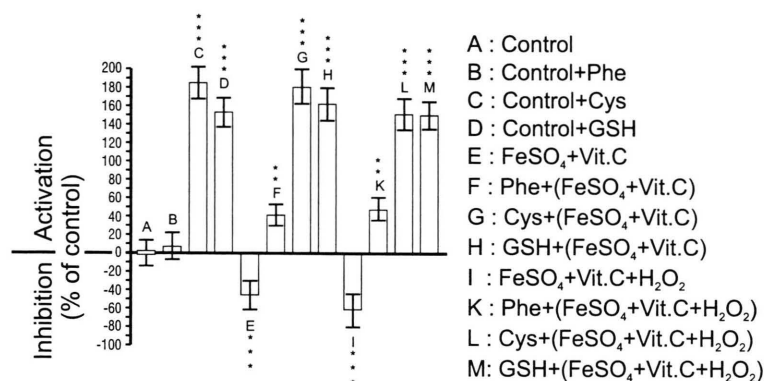 Inhibition | Activation
(% of control)
200
180
160
140
120
100
80
60
40
20
0
-20
-40
-60
-80
-100
A
B
***
C
***
D
E
***
**
F
***
G
***
H
I
***
**
K
***
L
***
M
A : Control
B : Control+Phe
C : Control+Cys
D : Control+GSH
E : FeSO₄+Vit.C
F : Phe+(FeSO₄+Vit.C)
G : Cys+(FeSO₄+Vit.C)
H : GSH+(FeSO₄+Vit.C)
I : FeSO₄+Vit.C+H₂O₂
K : Phe+(FeSO₄+Vit.C+H₂O₂)
L : Cys+(FeSO₄+Vit.C+H₂O₂)
M: GSH+(FeSO₄+Vit.C+H₂O₂)